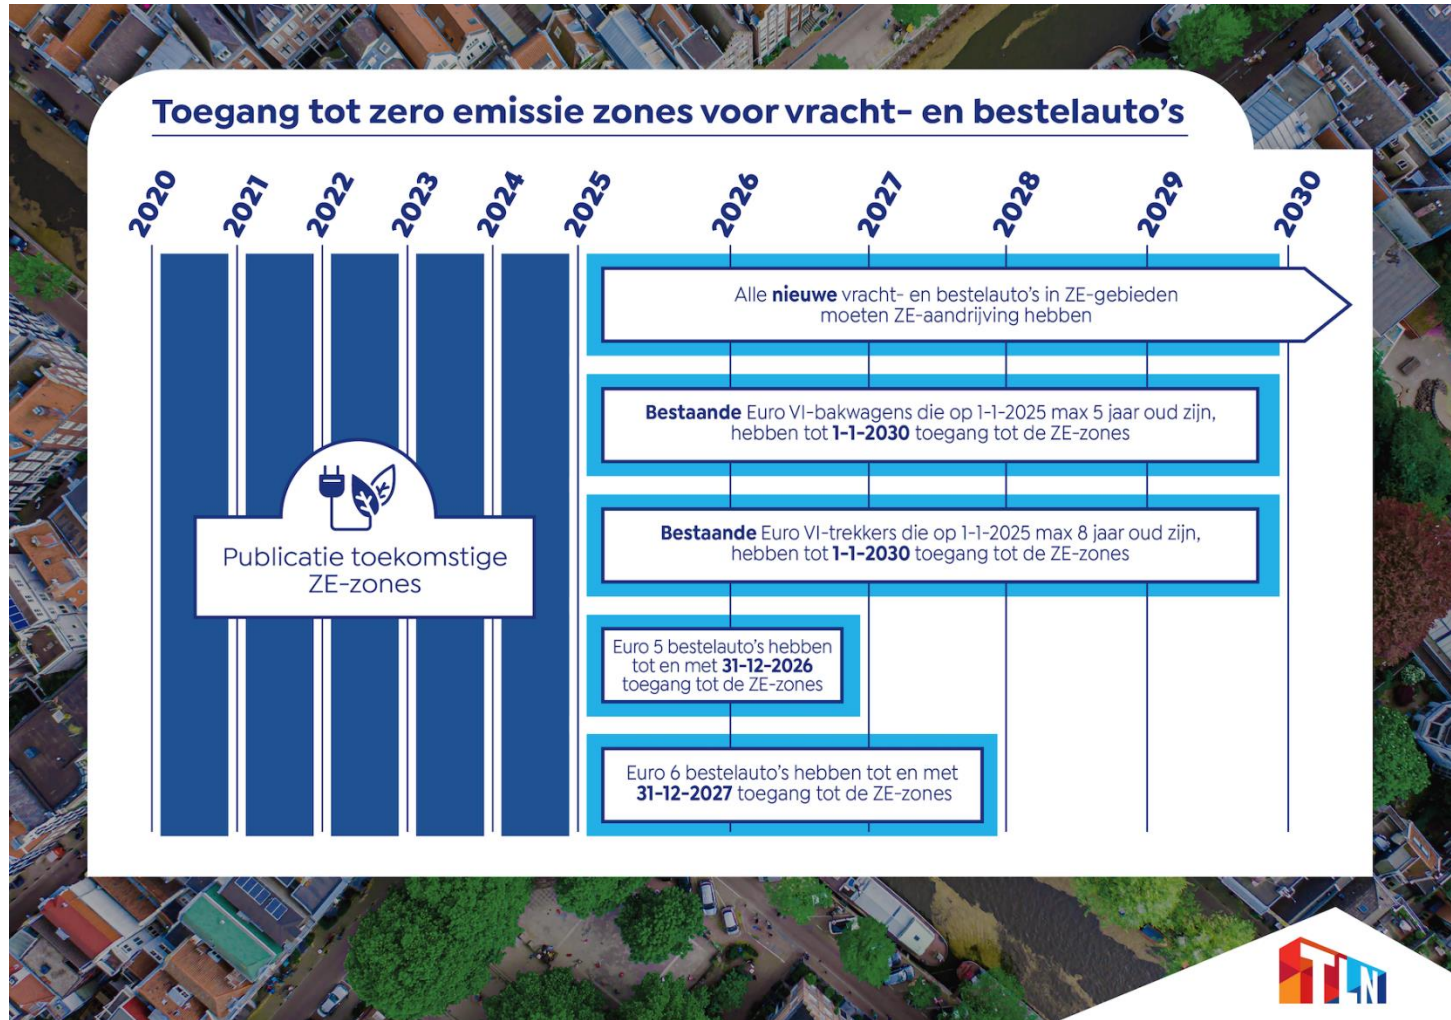 Toegang tot zero emissie zones voor vracht- en bestelauto's
2020
2021
2022
2023
2024
2025
2026
2027
2028
2029
2030
Alle nieuwe vracht- en bestelauto's in ZE-gebieden
moeten ZE-aandrijving hebben
Bestaande Euro VI-bakwagens die op 1-1-2025 max 5 jaar oud zijn,
hebben tot 1-1-2030 toegang tot de ZE-zones
Publicatie toekomstige
ZE-zones
Bestaande Euro VI-trekkers die op 1-1-2025 max 8 jaar oud zijn,
hebben tot 1-1-2030 toegang tot de ZE-zones
Euro 5 bestelauto's hebben
tot en met 31-12-2026
toegang tot de ZE-zones
Euro 6 bestelauto's hebben tot en met
31-12-2027 toegang tot de ZE-zones
TLN